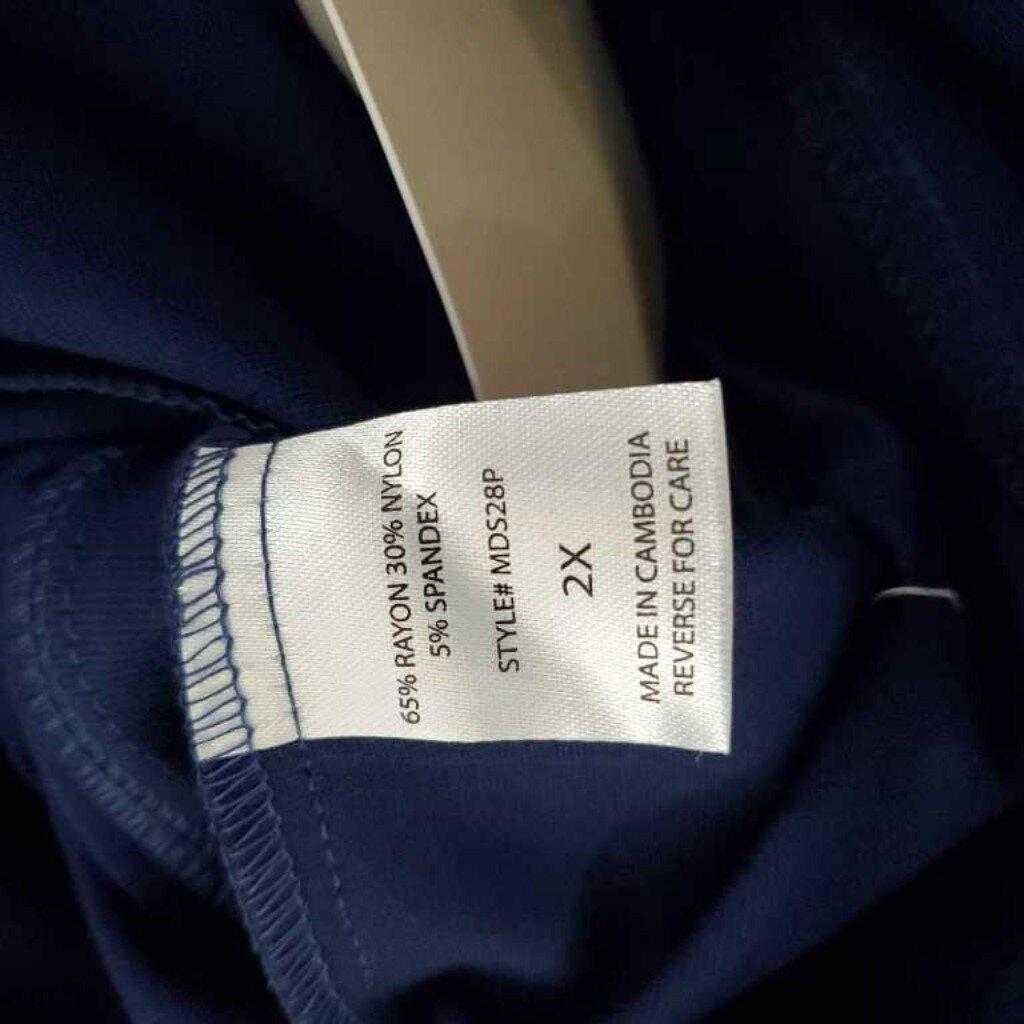 65% RAYON 30% NYLON
5% SPANDEX
STYLE# MDS28P
2X
MADE IN CAMBODIA
REVERSE FOR CARE